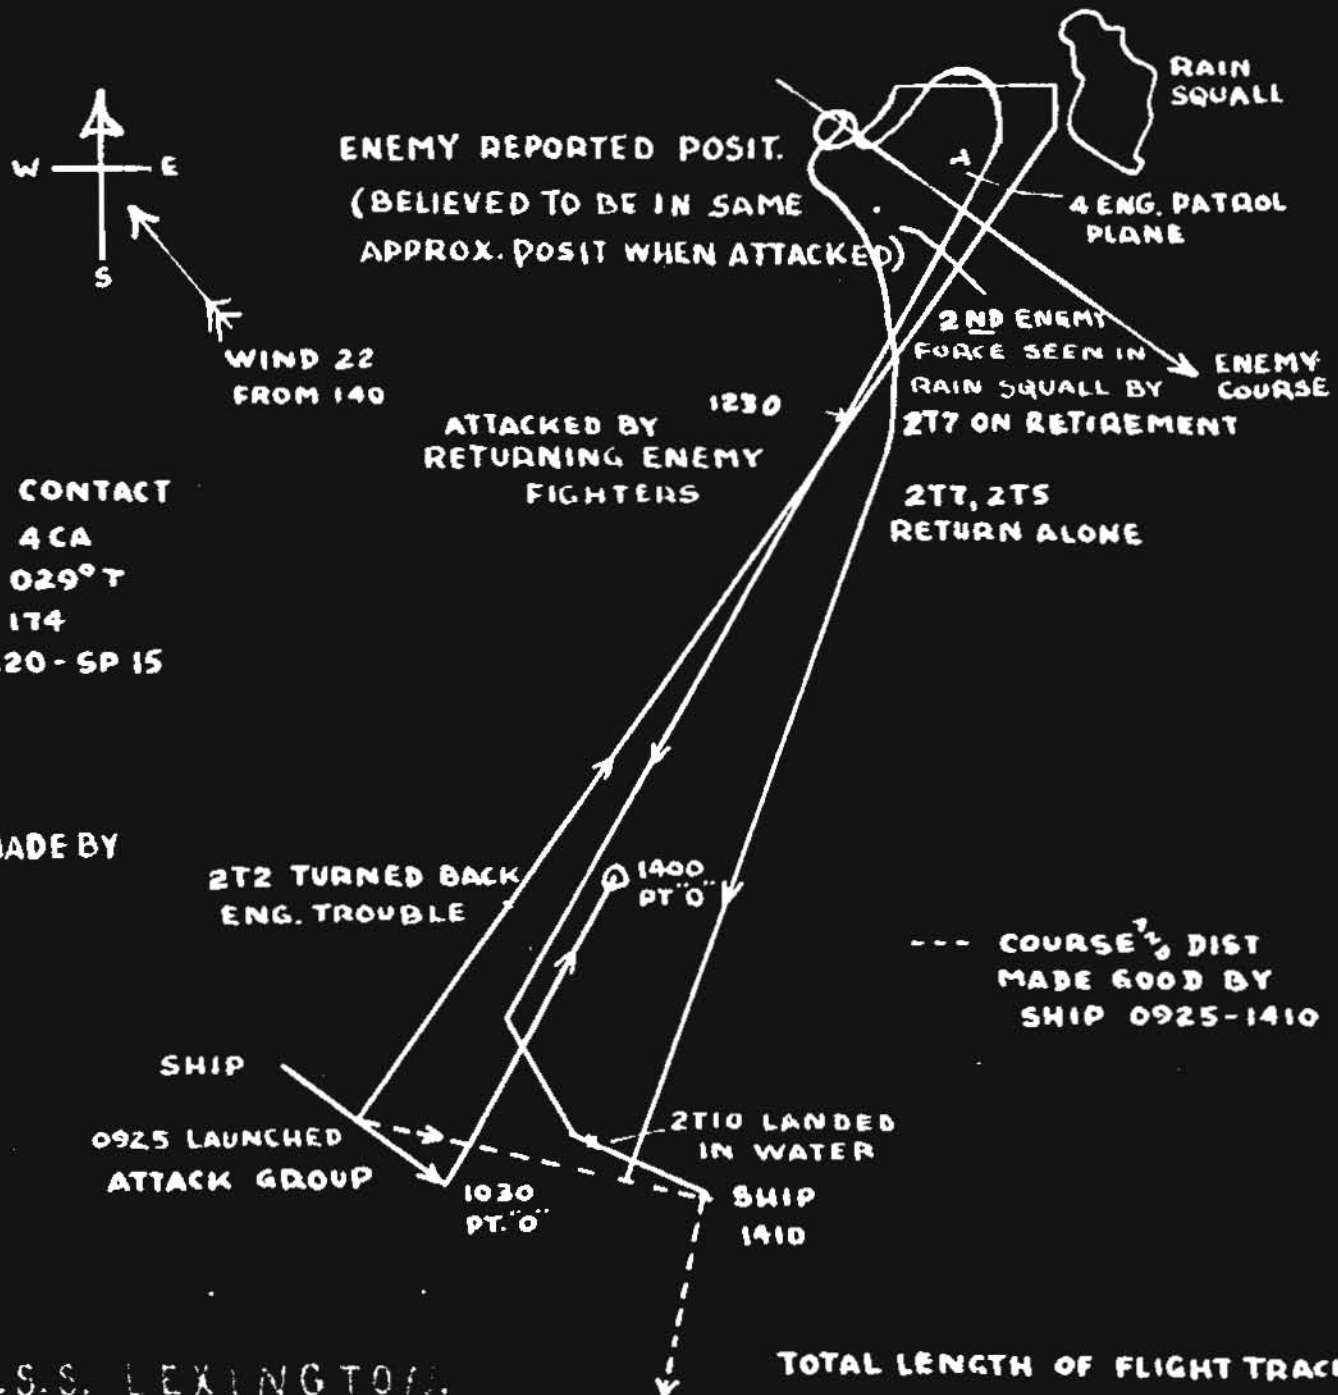 RAIN
SQUALL
W E
S
ENEMY REPORTED POSIT.
(BELIEVED TO BE IN SAME
APPROX. POSIT WHEN ATTACKED)
4 ENG. PATROL
PLANE
WIND 22
FROM 140
2ND ENEMY
FORCE SEEN IN
RAIN SQUALL BY
2T7 ON RETIREMENT
ENEMY
COURSE
1230
ATTACKED BY
RETURNING ENEMY
FIGHTERS
2T7, 2T5
RETURN ALONE
CONTACT
4 CA
029° T
174
20 - SP 15
MADE BY
2T2 TURNED BACK
ENG. TROUBLE
1400
PT "O"
--- COURSE DIST
MADE GOOD BY
SHIP 0925-1410
SHIP
0925 LAUNCHED
ATTACK GROUP
1030
PT. "O"
2T10 LANDED
IN WATER
SHIP
1410
.S.S. LEXINGTON
TOTAL LENGTH OF FLIGHT TRACK